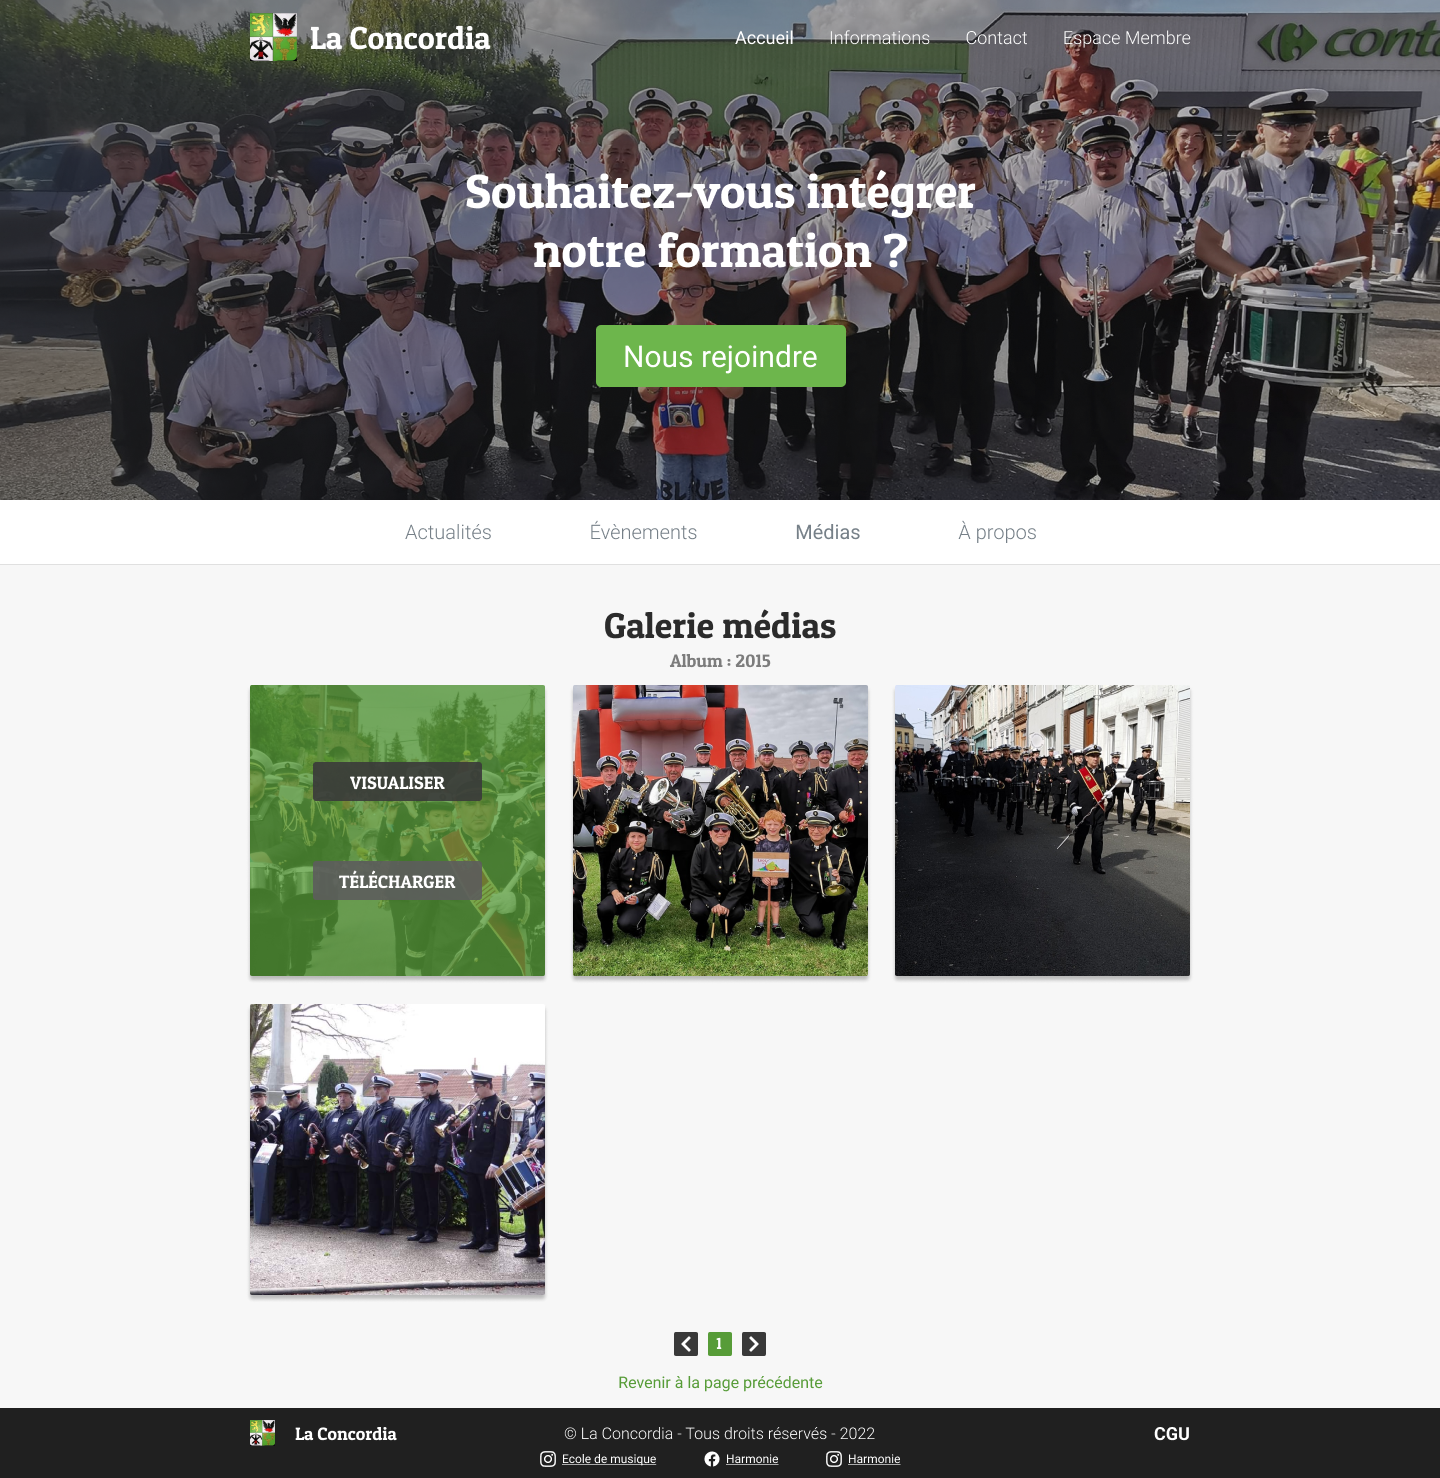 La Concordia
Accueil
Informations
Contact
Espace Membre
Souhaitez-vous intégrer
notre formation ?
Nous rejoindre
Premier
BLUE
Actualités
Évènements
Médias
À propos
Galerie médias
Album : 2015
VISUALISER
TÉLÉCHARGER
1
Revenir à la page précédente
La Concordia
© La Concordia - Tous droits réservés - 2022
CGU
Ecole de musique
Harmonie
Harmonie